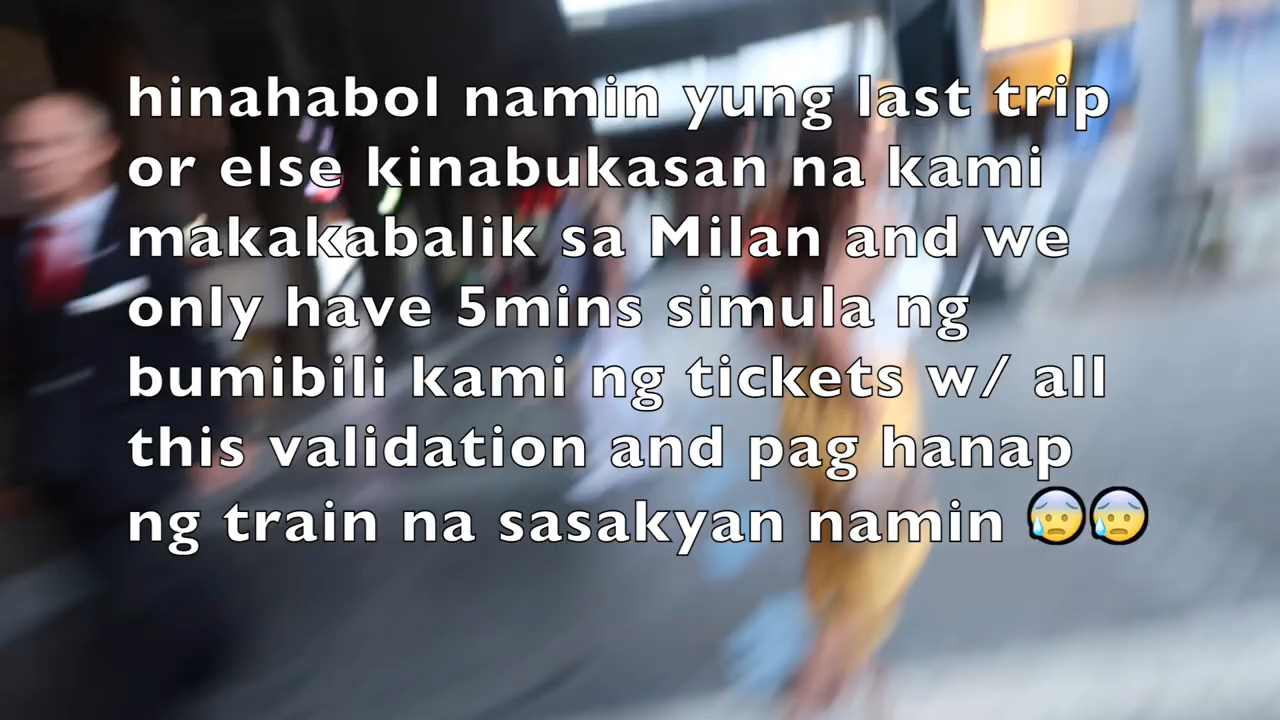 hinahabol namin yung last trip
or else kinabukasan na kami
makakabalik sa Milan and we
only have 5mins simula ng
bumibili kami ng tickets w/ all
this validation and pag hanap
ng train na sasakyan namin 😰😰